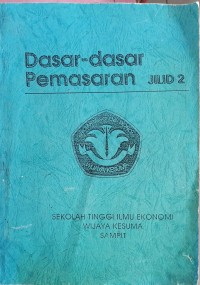 Dasar-dasar
Pemasaran JILID 2
SEKOLAH TINGGI ILMU EKONOMI
WIJAYA KESUMA
SAMPIT